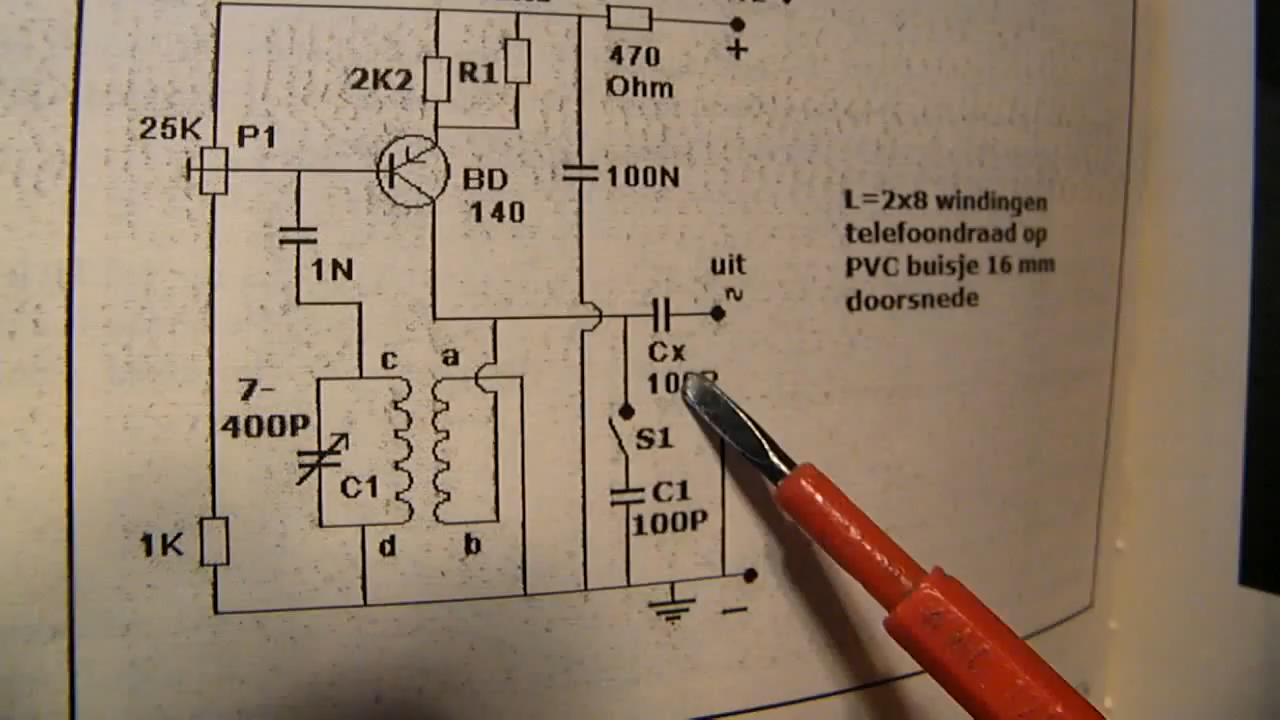 470
Ohm
+
2K2
R1
25K
P1
BD
140
100N
L=2x8 windingen
telefoondraad op
PVC buisje 16 mm
doorsnede
1N
uit
~
Cx
c
a
7-
400P
C1
S1
C1
100P
1K
d
b
−